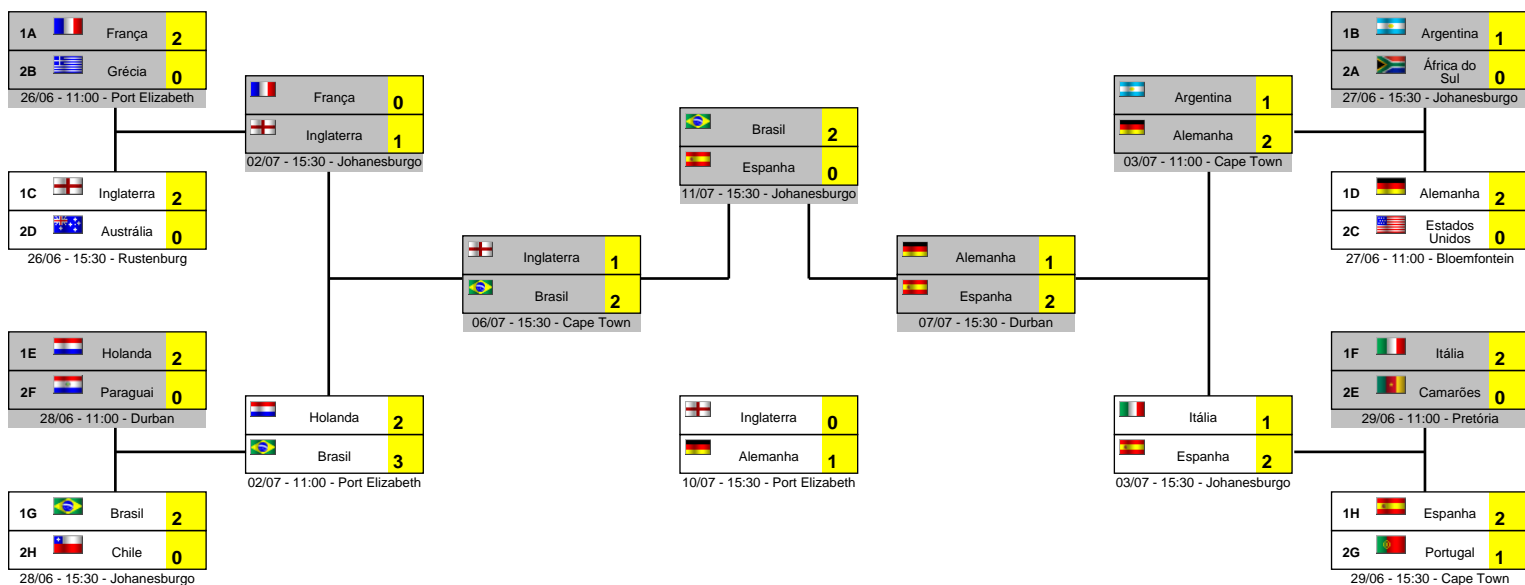 1A França 2
2B Grécia 0
26/06 - 11:00 - Port Elizabeth
1C Inglaterra 2
2D Austrália 0
26/06 - 15:30 - Rustenburg
1E Holanda 2
2F Paraguai 0
28/06 - 11:00 - Durban
1G Brasil 2
2H Chile 0
28/06 - 15:30 - Johanesburgo
França 0
Inglaterra 1
02/07 - 15:30 - Johanesburgo
Holanda 2
Brasil 3
02/07 - 11:00 - Port Elizabeth
Inglaterra 1
Brasil 2
06/07 - 15:30 - Cape Town
Brasil 2
Espanha 0
11/07 - 15:30 - Johanesburgo
Inglaterra 0
Alemanha 1
10/07 - 15:30 - Port Elizabeth
Alemanha 1
Espanha 2
07/07 - 15:30 - Durban
Argentina 1
Alemanha 2
03/07 - 11:00 - Cape Town
Itália 1
Espanha 2
03/07 - 15:30 - Johanesburgo
1B Argentina 1
2A África do
Sul 0
27/06 - 15:30 - Johanesburgo
1D Alemanha 2
2C Estados
Unidos 0
27/06 - 11:00 - Bloemfontein
1F Itália 2
2E Camarões 0
29/06 - 11:00 - Pretória
1H Espanha 2
2G Portugal 1
29/06 - 15:30 - Cape Town